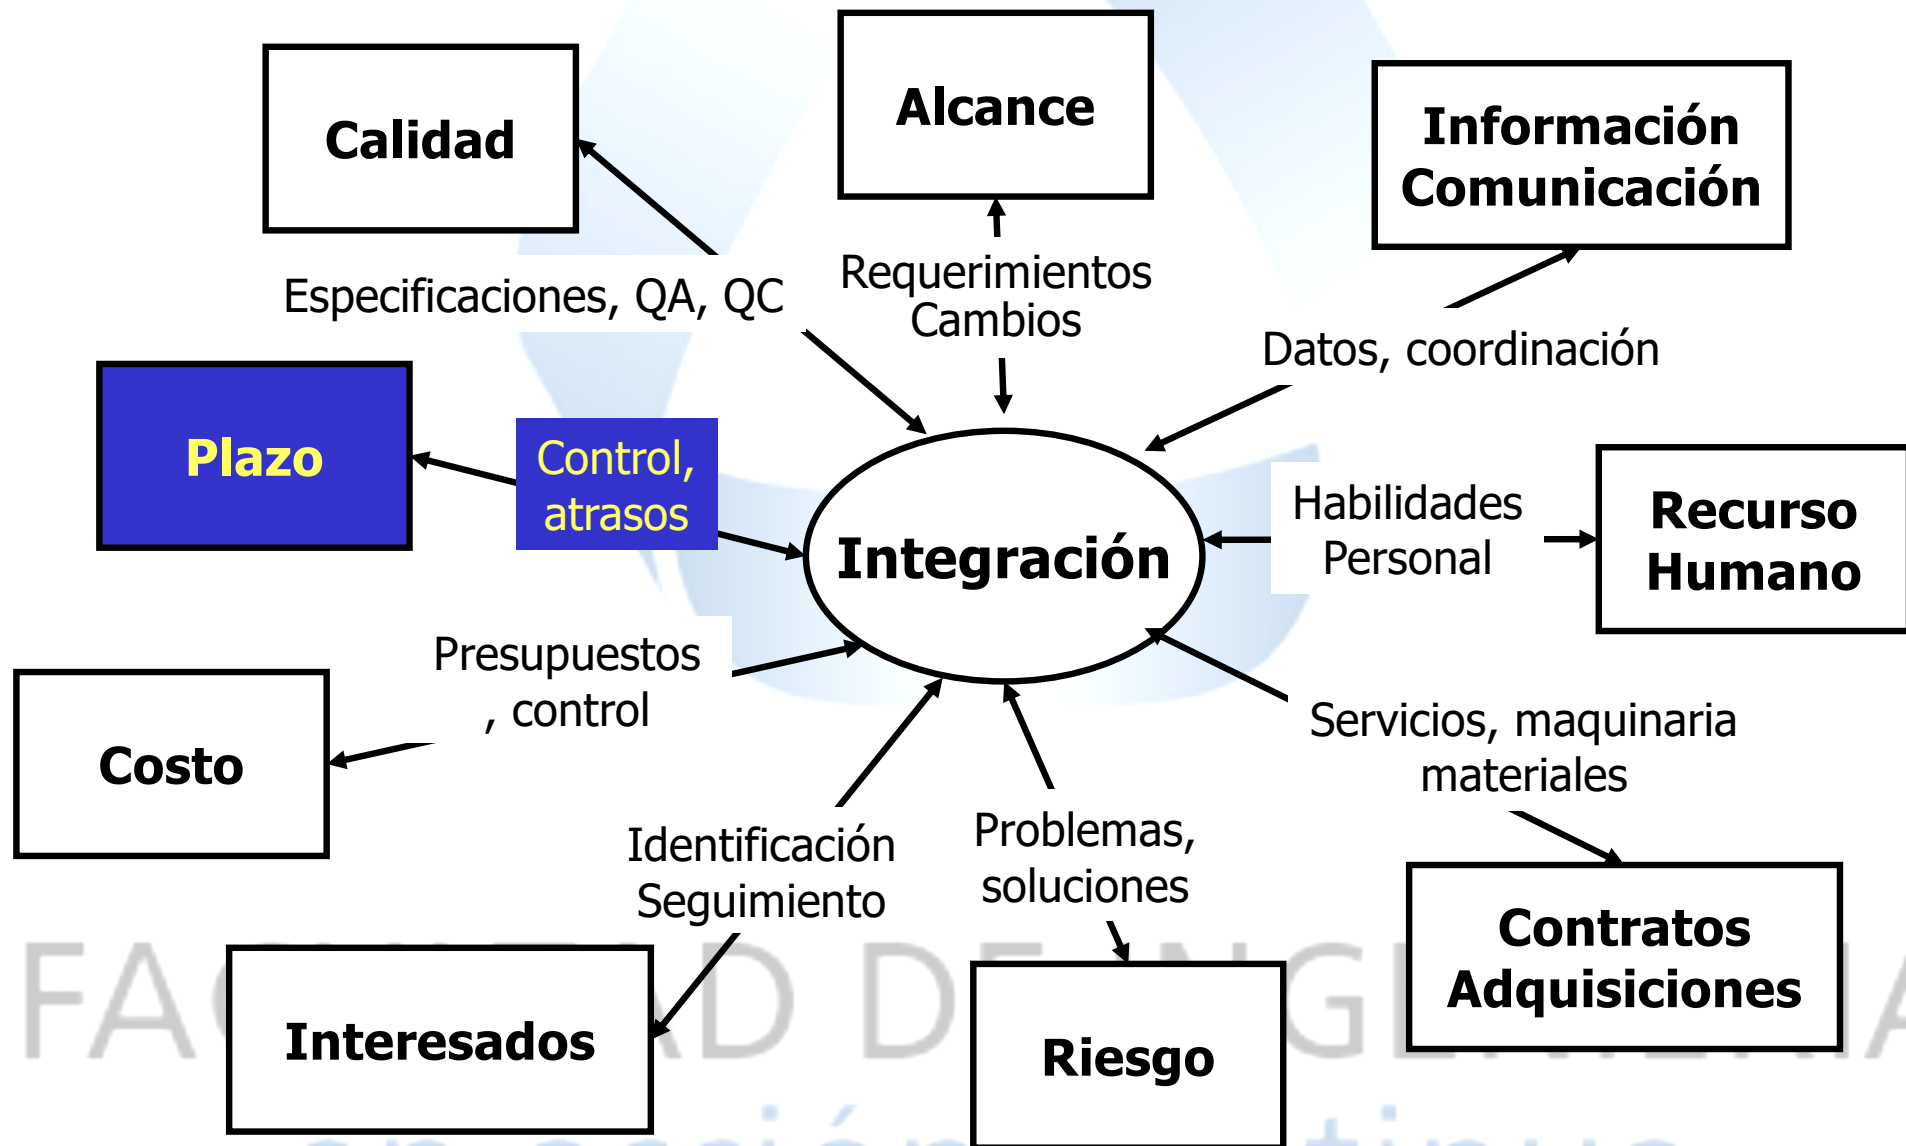 Calidad
Alcance
Información
Comunicación
Especificaciones, QA, QC
Requerimientos
Cambios
Datos, coordinación
Plazo
Control,
atrasos
Integración
Habilidades
Personal
Recurso
Humano
Presupuestos
, control
Costo
Servicios, maquinaria
materiales
Identificación
Seguimiento
Problemas,
soluciones
Contratos
Adquisiciones
Interesados
Riesgo
DE